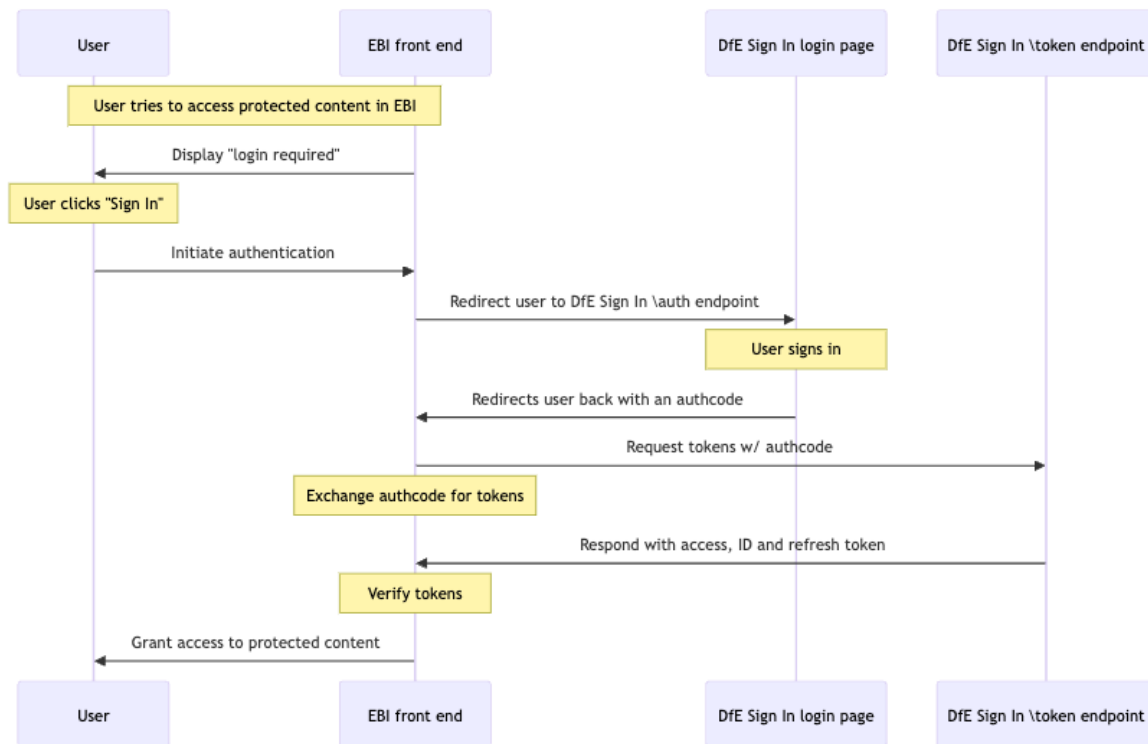 User
EBI front end
DfE Sign In login page
DfE Sign In \token endpoint
User tries to access protected content in EBI
Display "login required"
User clicks "Sign In"
Initiate authentication
Redirect user to DfE Sign In \auth endpoint
User signs in
Redirects user back with an authcode
Request tokens w/ authcode
Exchange authcode for tokens
Respond with access, ID and refresh token
Verify tokens
Grant access to protected content
User
EBI front end
DfE Sign In login page
DfE Sign In \token endpoint